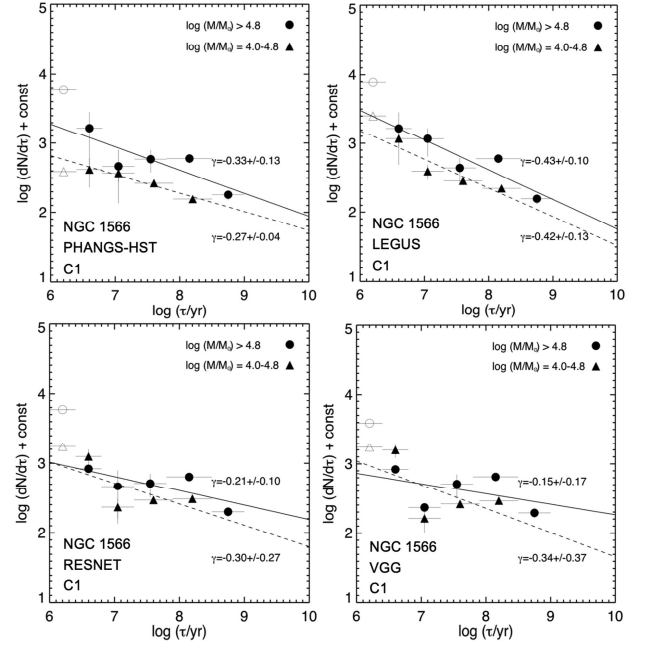 5
4
3
2
1
log (dN/dτ) + const
log (M/M⊙) > 4.8 ●
log (M/M⊙) = 4.0-4.8 ▲
γ=-0.33+/-0.13
γ=-0.27+/-0.04
NGC 1566
PHANGS-HST
C1
6 7 8 9 10
log (τ/yr)
5
4
3
2
1
log (dN/dτ) + const
log (M/M⊙) > 4.8 ●
log (M/M⊙) = 4.0-4.8 ▲
γ=-0.43+/-0.10
γ=-0.42+/-0.13
NGC 1566
LEGUS
C1
6 7 8 9 10
log (τ/yr)
5
4
3
2
1
log (dN/dτ) + const
log (M/M⊙) > 4.8 ●
log (M/M⊙) = 4.0-4.8 ▲
γ=-0.21+/-0.10
γ=-0.30+/-0.27
NGC 1566
RESNET
C1
6 7 8 9 10
log (τ/yr)
5
4
3
2
1
log (dN/dτ) + const
log (M/M⊙) > 4.8 ●
log (M/M⊙) = 4.0-4.8 ▲
γ=-0.15+/-0.17
γ=-0.34+/-0.37
NGC 1566
VGG
C1
6 7 8 9 10
log (τ/yr)